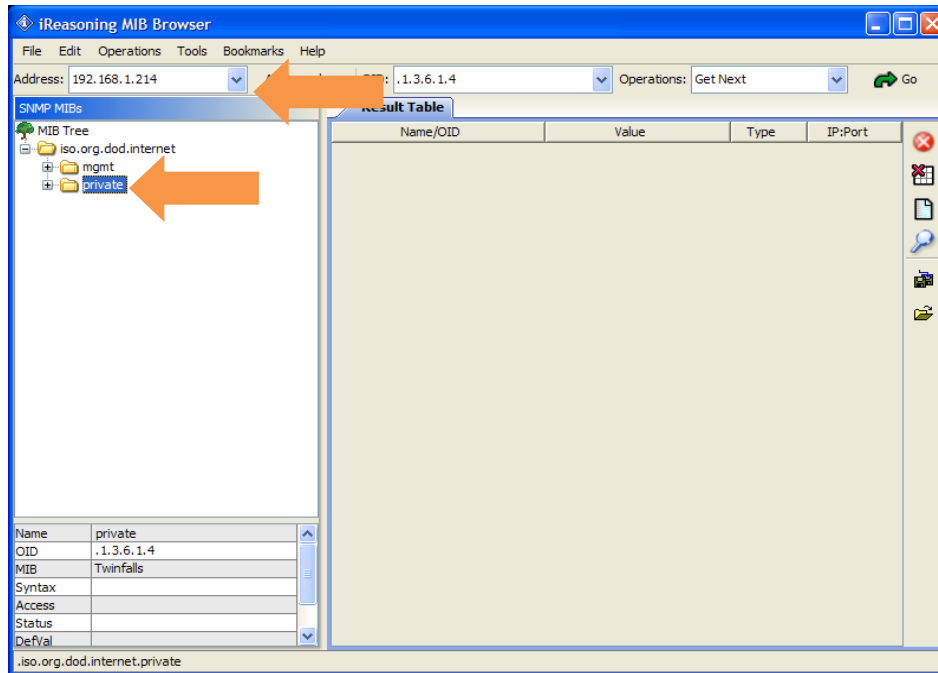 iReasoning MIB Browser
File Edit Operations Tools Bookmarks Help
Address: 192.168.1.214 : .1.3.6.1.4 Operations: Get Next Go
SNMP MIBs
Result Table
MIB Tree
Name/OID Value Type IP:Port
iso.org.dod.internet
mgmt
private
Name private
OID .1.3.6.1.4
MIB Twinfalls
Syntax
Access
Status
DefVal
.iso.org.dod.internet.private